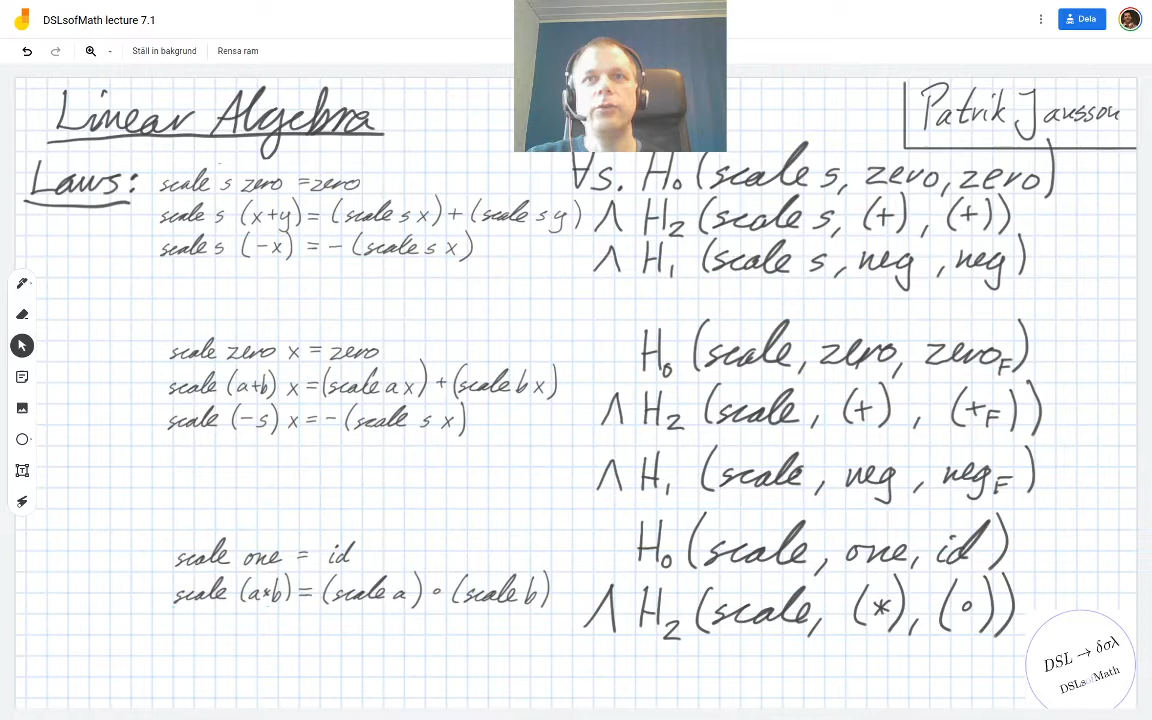 DSLsofMath lecture 7.1
Dela
Ställ in bakgrund Rensa ram
Linear Algebra
Patrik Jansson
Laws:
scale s zero = zero
scale s (x+y) = (scale s x) + (scale s y)
scale s (-x) = - (scale s x)
∀s. H₀ (scale s, zero, zero)
∧ H₂ (scale s, (+), (+))
∧ H₁ (scale s, neg, neg)
scale zero x = zero
scale (a+b) x = (scale a x) + (scale b x)
scale (-s) x = - (scale s x)
H₀ (scale, zero, zero_F)
∧ H₂ (scale, (+), (+_F))
∧ H₁ (scale, neg, neg_F)
scale one = id
scale (a*b) = (scale a) ∘ (scale b)
H₀ (scale, one, id)
∧ H₂ (scale, (*), (∘))
DSL → δσλ
DSLsofMath